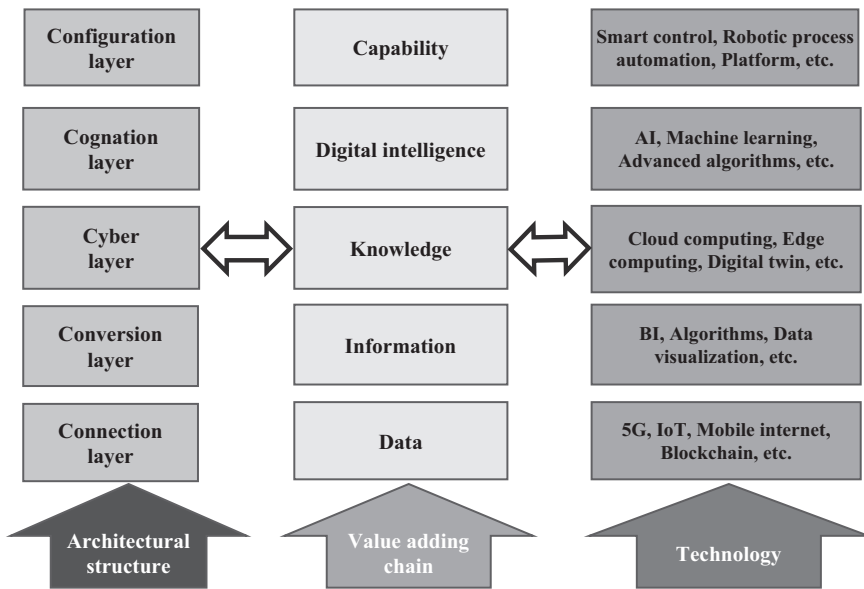 Configuration
layer
Capability
Smart control, Robotic process
automation, Platform, etc.
Cognation
layer
Digital intelligence
AI, Machine learning,
Advanced algorithms, etc.
Cyber
layer
Knowledge
Cloud computing, Edge
computing, Digital twin, etc.
Conversion
layer
Information
BI, Algorithms, Data
visualization, etc.
Connection
layer
Data
5G, IoT, Mobile internet,
Blockchain, etc.
Architectural
structure
Value adding
chain
Technology